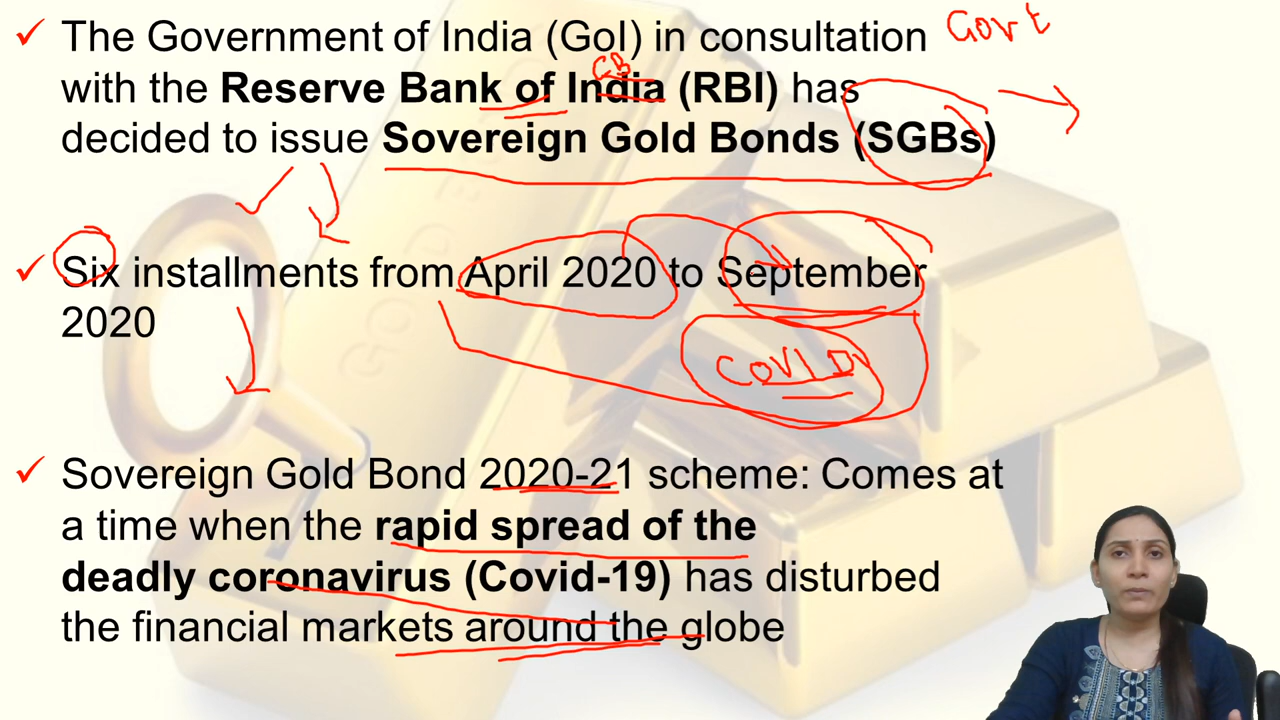 ✓ The Government of India (GoI) in consultation Govt
CB
with the Reserve Bank of India (RBI) has
decided to issue Sovereign Gold Bonds (SGBs)
✓ Six installments from April 2020 to September
2020
COVID
✓ Sovereign Gold Bond 2020-21 scheme: Comes at
a time when the rapid spread of the
deadly coronavirus (Covid-19) has disturbed
the financial markets around the globe